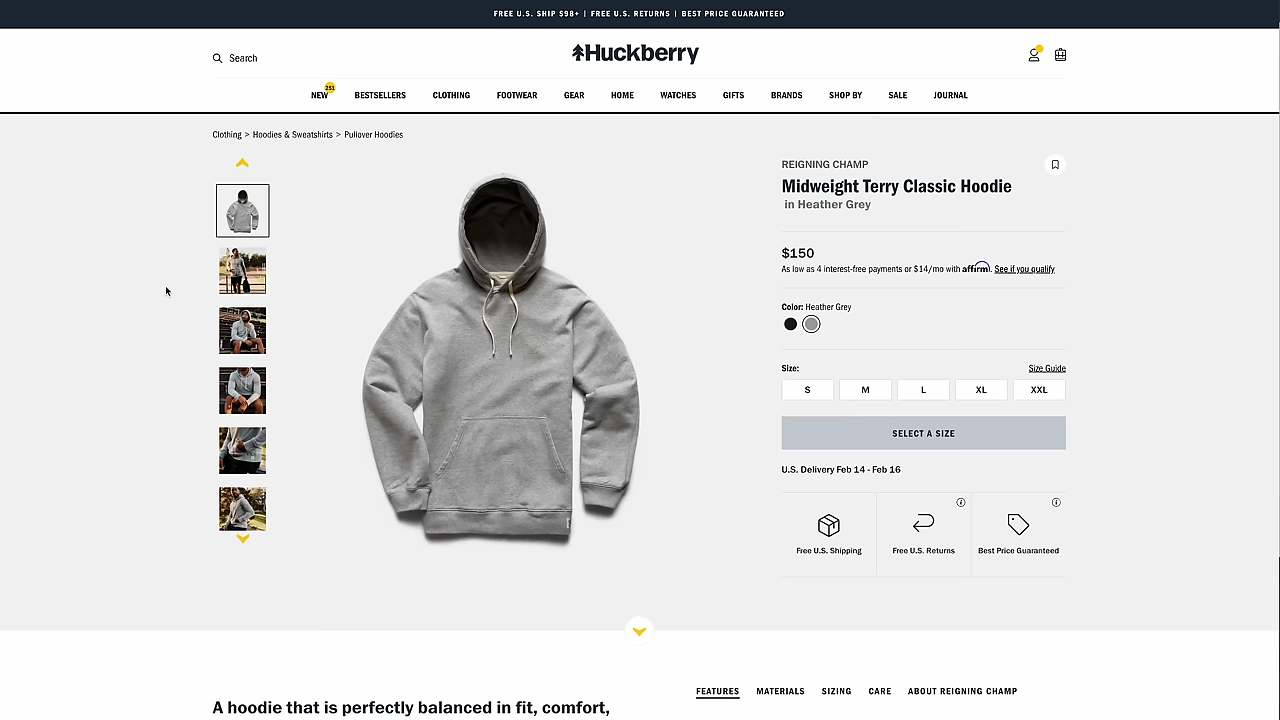 FREE U.S. SHIP $98+ | FREE U.S. RETURNS | BEST PRICE GUARANTEED
Search
Huckberry
NEW 251 BESTSELLERS CLOTHING FOOTWEAR GEAR HOME WATCHES GIFTS BRANDS SHOP BY SALE JOURNAL
Clothing > Hoodies & Sweatshirts > Pullover Hoodies
REIGNING CHAMP
Midweight Terry Classic Hoodie
in Heather Grey
$150
As low as 4 interest-free payments or $14/mo with affirm. See if you qualify
Color: Heather Grey
Size: Size Guide
S M L XL XXL
SELECT A SIZE
U.S. Delivery Feb 14 - Feb 16
Free U.S. Shipping Free U.S. Returns Best Price Guaranteed
FEATURES MATERIALS SIZING CARE ABOUT REIGNING CHAMP
A hoodie that is perfectly balanced in fit, comfort,